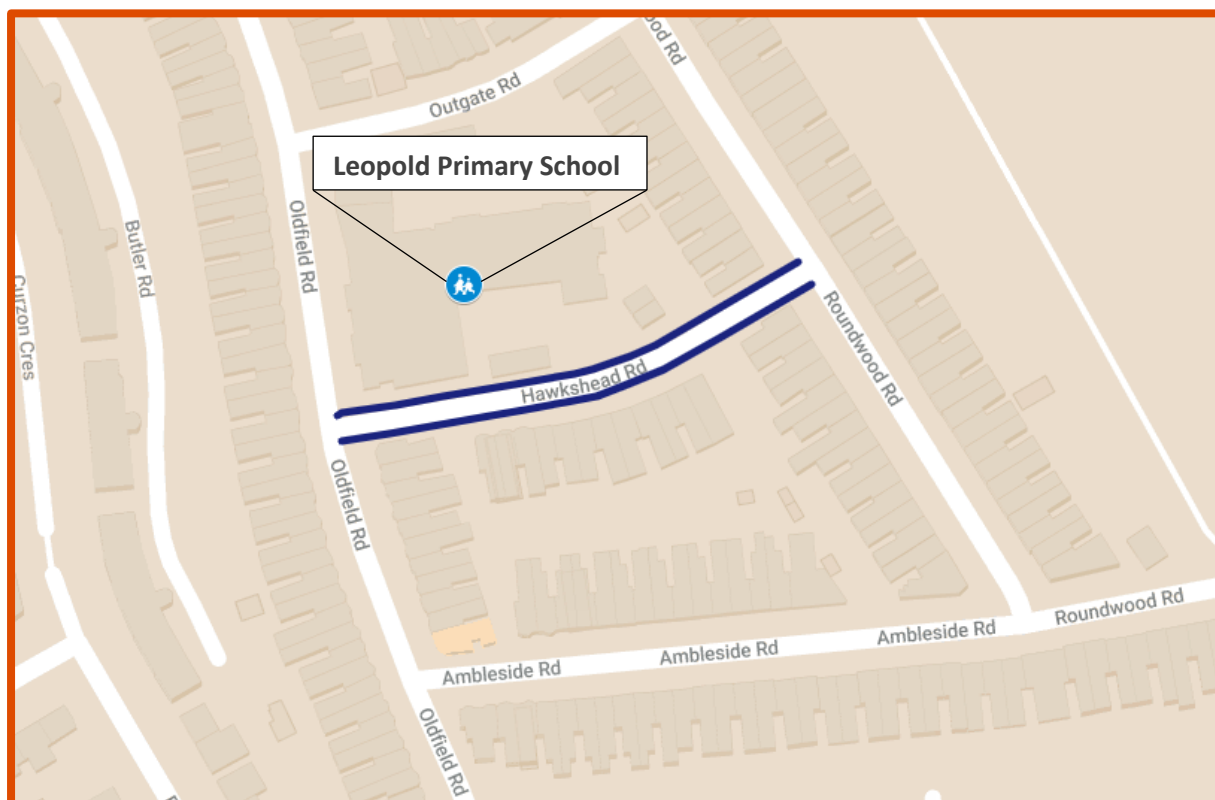 ood Rd
Outgate Rd
Leopold Primary School
Oldfield Rd
Butler Rd
Curzon Cres
Roundwood Rd
Hawkshead Rd
Oldfield Rd
Roundwood Rd
Ambleside Rd
Ambleside Rd
Ambleside Rd
Oldfield Rd